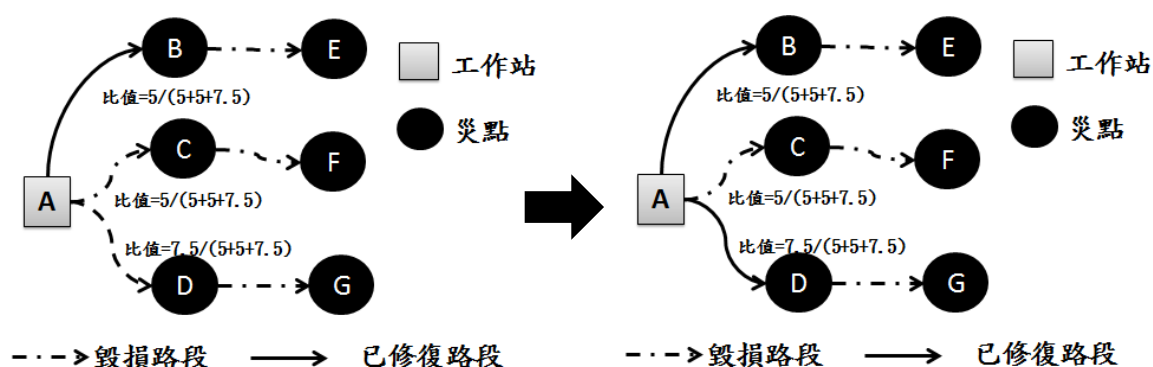 B
E
工作站
比值=5/(5+5+7.5)
災點
C
F
A
比值=5/(5+5+7.5)
比值=7.5/(5+5+7.5)
D
G
毀損路段
已修復路段
B
E
工作站
比值=5/(5+5+7.5)
災點
C
F
A
比值=5/(5+5+7.5)
比值=7.5/(5+5+7.5)
D
G
毀損路段
已修復路段